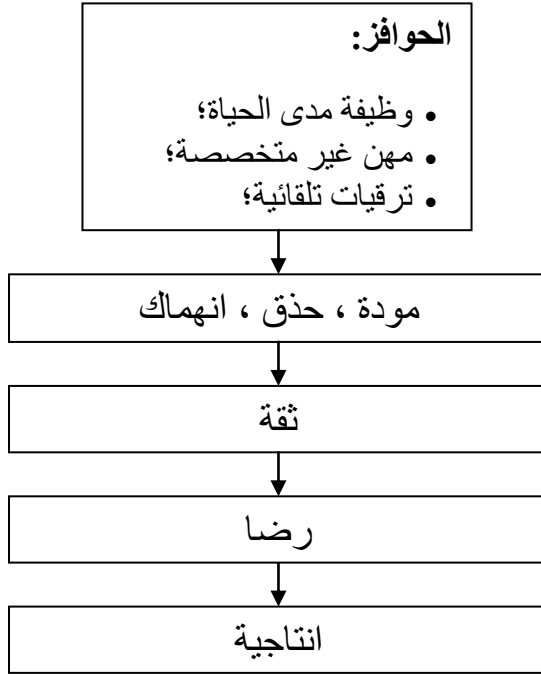 الحوافز:
• وظيفة مدى الحياة؛
• مهن غير متخصصة؛
• ترقيات تلقائية؛
مودة ، حذق ، انهماك
ثقة
رضا
انتاجية